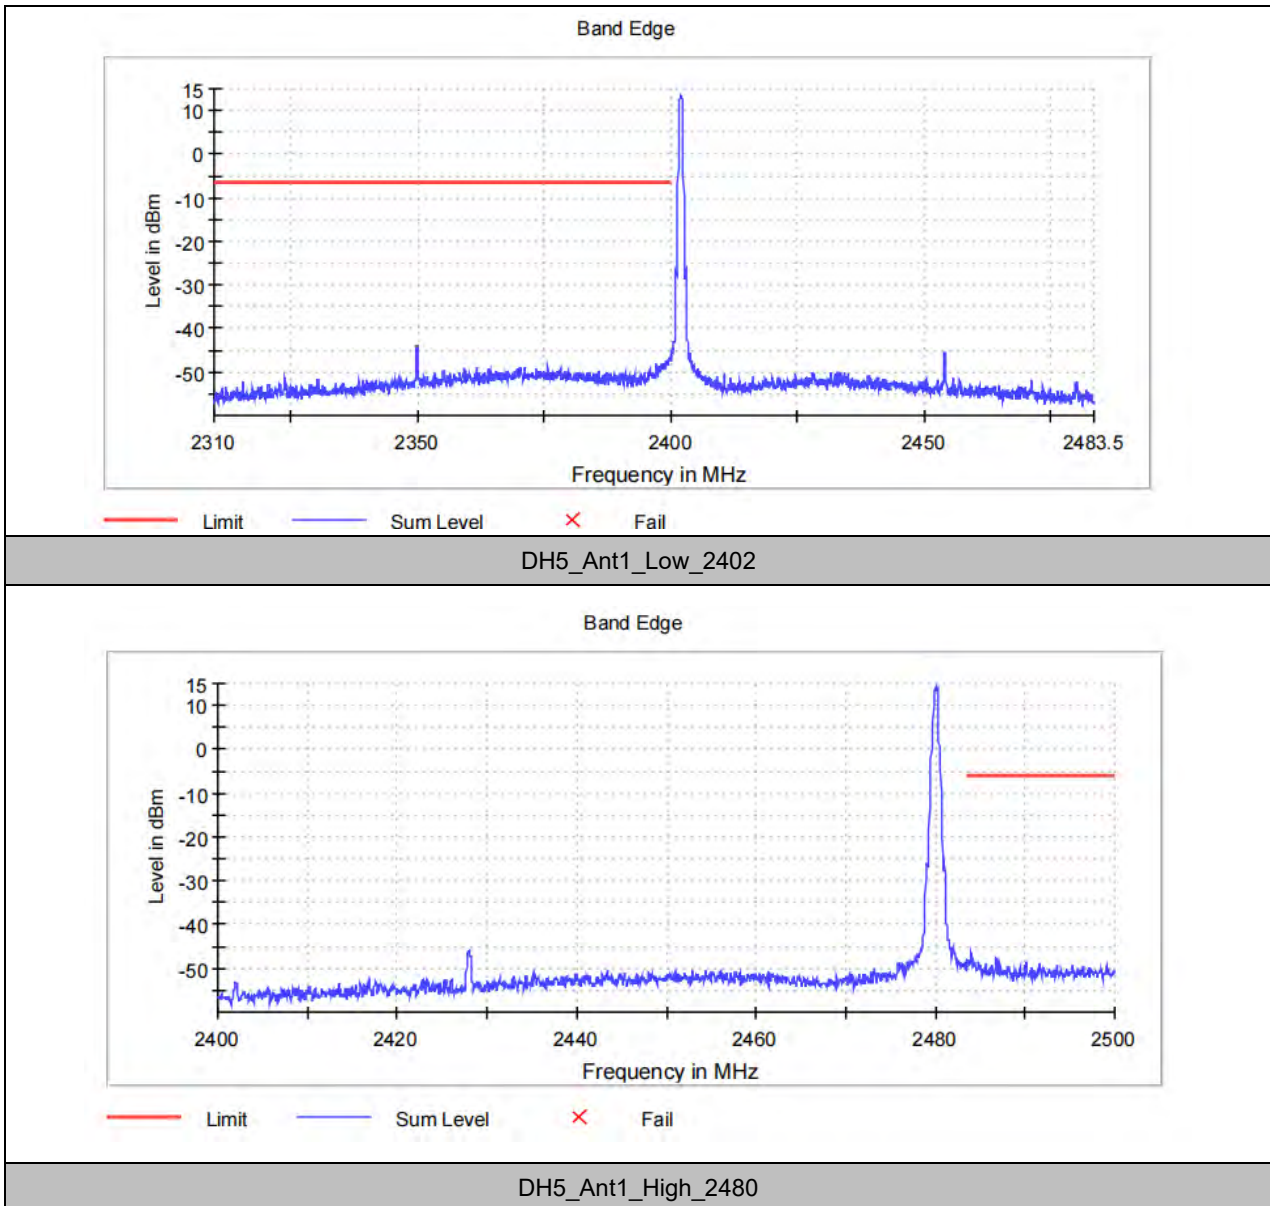 Band Edge
15
10
0
-10
-20
-30
-40
-50
Level in dBm
2310 2350 2400 2450 2483.5
Frequency in MHz
Limit Sum Level Fail
DH5_Ant1_Low_2402
Band Edge
15
10
0
-10
-20
-30
-40
-50
Level in dBm
2400 2420 2440 2460 2480 2500
Frequency in MHz
Limit Sum Level Fail
DH5_Ant1_High_2480